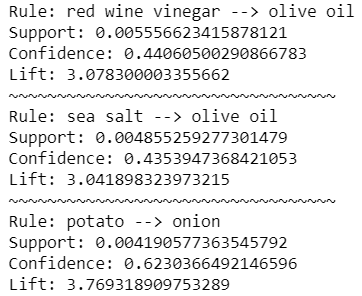 Rule: red wine vinegar --> olive oil
Support: 0.005556623415878121
Confidence: 0.44060500290866783
Lift: 3.078300003355662
~~~~~~~~~~~~~~~~~~~~~~~~~~~~~~~~~~
Rule: sea salt --> olive oil
Support: 0.004855259277301479
Confidence: 0.4353947368421053
Lift: 3.041898323973215
~~~~~~~~~~~~~~~~~~~~~~~~~~~~~~~~~~
Rule: potato --> onion
Support: 0.004190577363545792
Confidence: 0.6230366492146596
Lift: 3.769318909753289